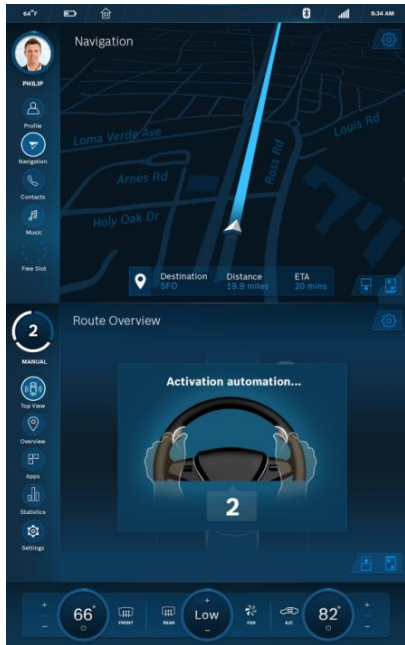 64°F
8:34 AM
Navigation
PHILIP
Profile
Navigation
Contacts
Music
Free Slot
Loma Verde Ave
Arnes Rd
Holy Oak Dr
Ross Rd
Louis Rd
Destination
SFO
Distance
19.9 miles
ETA
20 mins
2
MANUAL
Top View
Overview
Apps
Statistics
Settings
Route Overview
Activation automation...
2
+
-
66°
FRONT
REAR
+
Low
-
FAN
A/C
82°
+
-